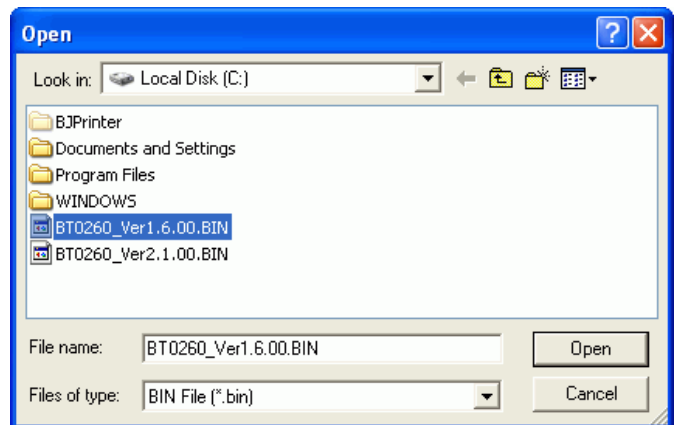 Open
Look in: Local Disk (C:)
BJPrinter
Documents and Settings
Program Files
WINDOWS
BT0260_Ver1.6.00.BIN
BT0260_Ver2.1.00.BIN
File name: BT0260_Ver1.6.00.BIN Open
Files of type: BIN File (*.bin) Cancel